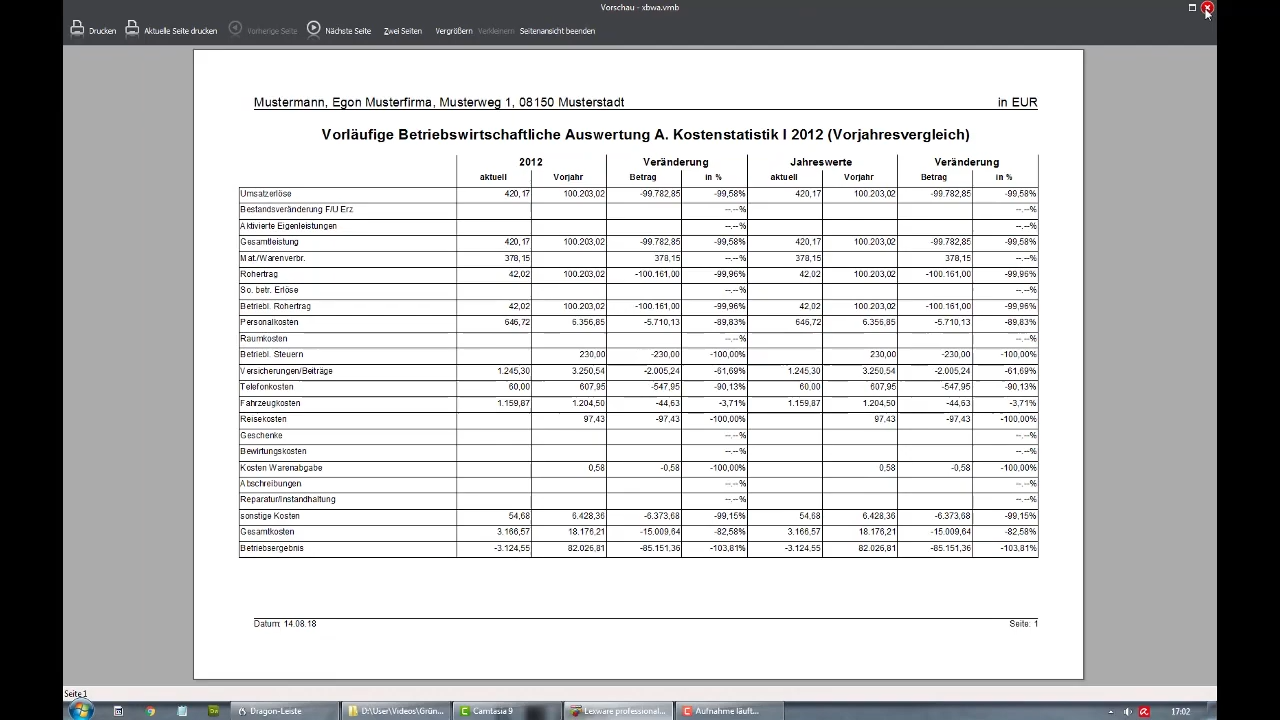 Vorschau - xbwa.vmb
Drucken Aktuelle Seite drucken Vorherige Seite Nächste Seite Zwei Seiten Vergrößern Verkleinern Seitenansicht beenden
Mustermann, Egon Musterfirma, Musterweg 1, 08150 Musterstadt in EUR
Vorläufige Betriebswirtschaftliche Auswertung A. Kostenstatistik I 2012 (Vorjahresvergleich)
2012 Veränderung Jahreswerte Veränderung
aktuell Vorjahr Betrag in % aktuell Vorjahr Betrag in %
Umsatzerlöse 420,17 100.203,02 -99.782,85 -99,58% 420,17 100.203,02 -99.782,85 -99,58%
Bestandsveränderung F/U Erz --.--% --.--%
Aktivierte Eigenleistungen --.--% --.--%
Gesamtleistung 420,17 100.203,02 -99.782,85 -99,58% 420,17 100.203,02 -99.782,85 -99,58%
Mat./Warenverbr. 378,15 378,15 --.--% 378,15 378,15 --.--%
Rohertrag 42,02 100.203,02 -100.161,00 -99,96% 42,02 100.203,02 -100.161,00 -99,96%
So. betr. Erlöse --.--% --.--%
Betriebl. Rohertrag 42,02 100.203,02 -100.161,00 -99,96% 42,02 100.203,02 -100.161,00 -99,96%
Personalkosten 646,72 6.356,85 -5.710,13 -89,83% 646,72 6.356,85 -5.710,13 -89,83%
Raumkosten --.--% --.--%
Betriebl. Steuern 230,00 -230,00 -100,00% 230,00 -230,00 -100,00%
Versicherungen/Beiträge 1.245,30 3.250,54 -2.005,24 -61,69% 1.245,30 3.250,54 -2.005,24 -61,69%
Telefonkosten 60,00 607,95 -547,95 -90,13% 60,00 607,95 -547,95 -90,13%
Fahrzeugkosten 1.159,87 1.204,50 -44,63 -3,71% 1.159,87 1.204,50 -44,63 -3,71%
Reisekosten 97,43 -97,43 -100,00% 97,43 -97,43 -100,00%
Geschenke --.--% --.--%
Bewirtungskosten --.--% --.--%
Kosten Warenabgabe 0,58 -0,58 -100,00% 0,58 -0,58 -100,00%
Abschreibungen --.--% --.--%
Reparatur/Instandhaltung --.--% --.--%
sonstige Kosten 54,68 6.428,36 -6.373,68 -99,15% 54,68 6.428,36 -6.373,68 -99,15%
Gesamtkosten 3.166,57 18.176,21 -15.009,64 -82,58% 3.166,57 18.176,21 -15.009,64 -82,58%
Betriebsergebnis -3.124,55 82.026,81 -85.151,36 -103,81% -3.124,55 82.026,81 -85.151,36 -103,81%
Datum: 14.08.18 Seite: 1
Seite1
Dragon-Leiste D:\User\Videos\Grün... Camtasia 9 Lexware professional... Aufnahme läuft... 17:02